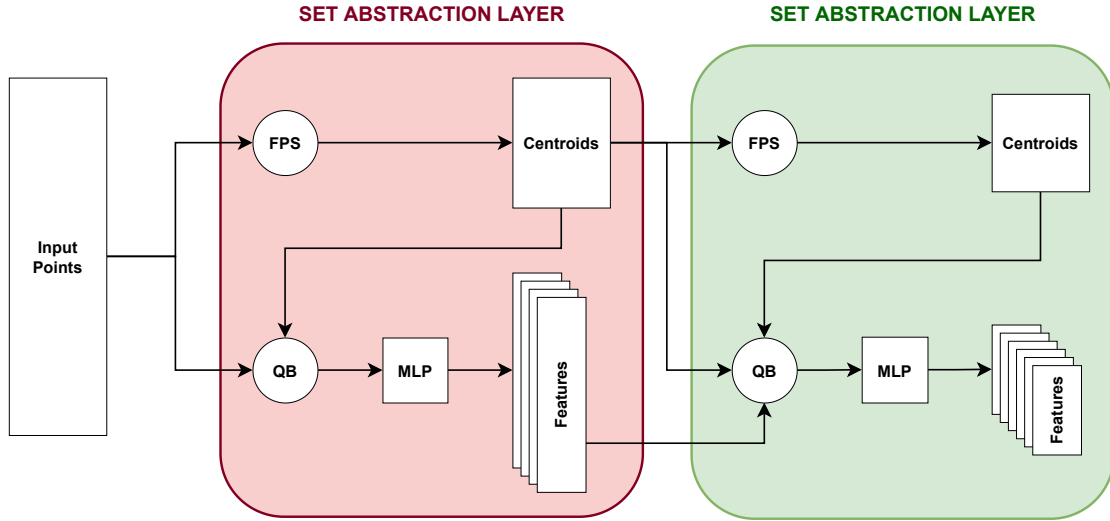 SET ABSTRACTION LAYER
SET ABSTRACTION LAYER
Input
Points
FPS
Centroids
QB
MLP
Features
FPS
Centroids
QB
MLP
Features